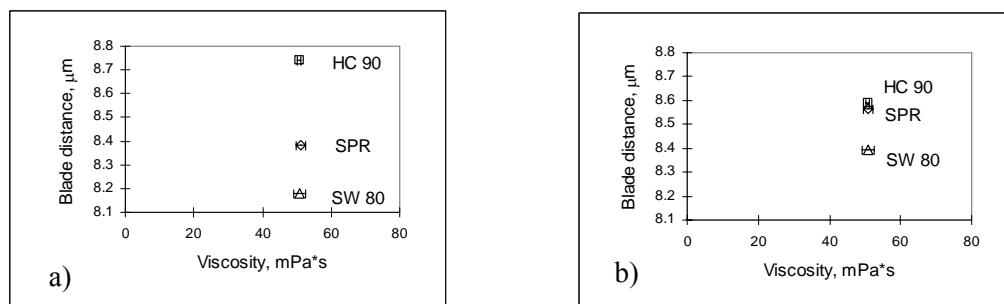 8.8
8.7
8.6
8.5
8.4
8.3
8.2
8.1
0 20 40 60 80
Blade distance, μm
Viscosity, mPa*s
HC 90
SPR
SW 80
a)
8.8
8.7
8.6
8.5
8.4
8.3
8.2
8.1
0 20 40 60 80
Blade distance, μm
Viscosity, mPa*s
HC 90
SPR
SW 80
b)